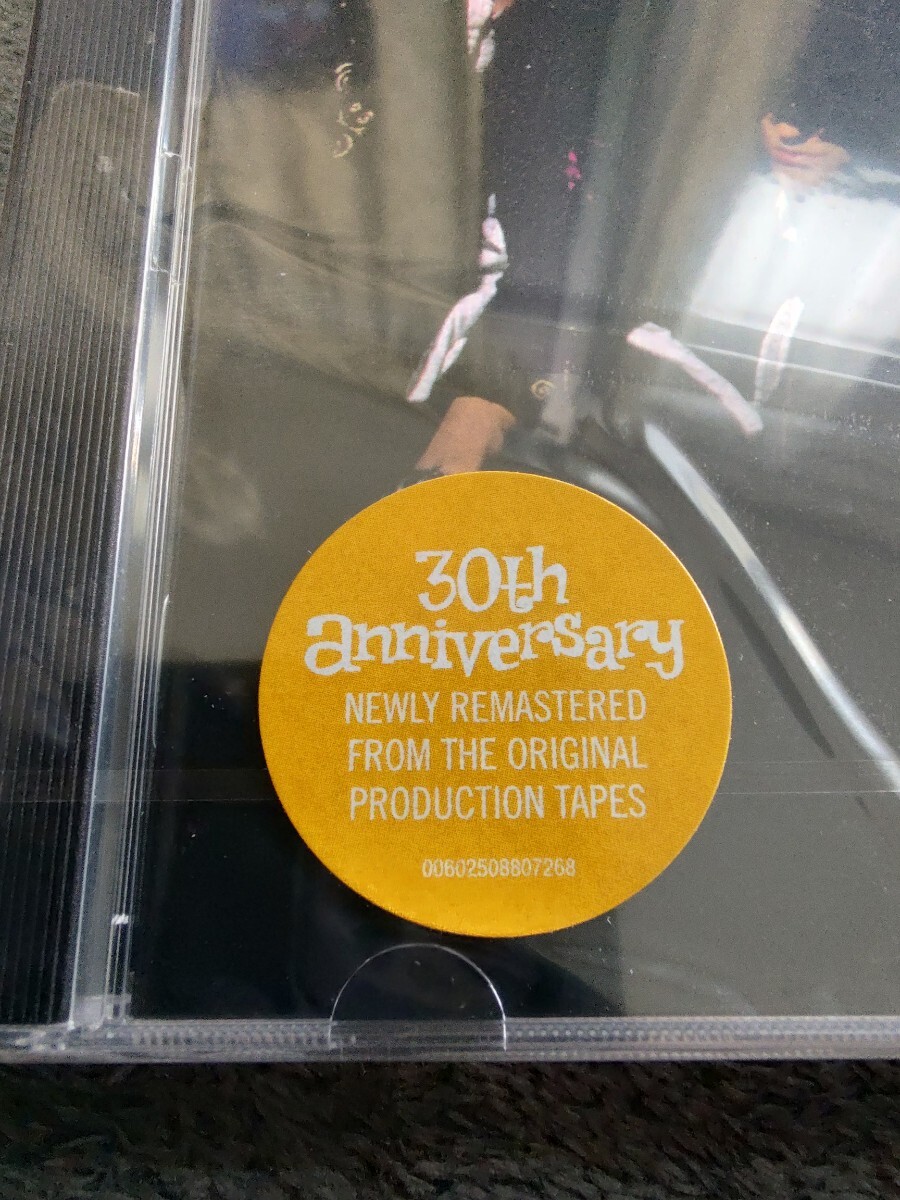 30th
anniversary
NEWLY REMASTERED
FROM THE ORIGINAL
PRODUCTION TAPES
00602508807268